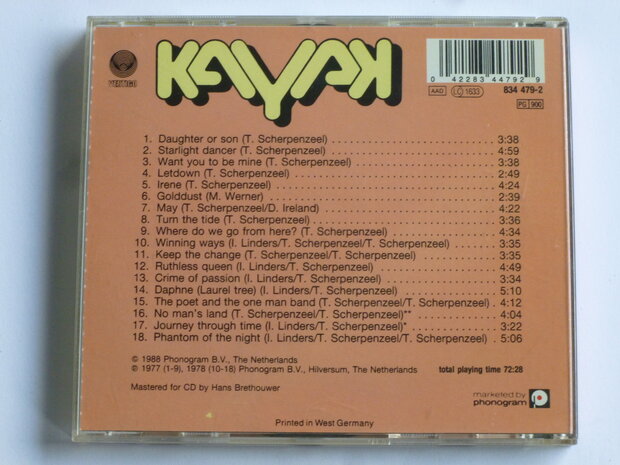 VERTIGO
KAYAK
0 42283 44792 9
AAD LC 1633 834 479-2
PG 900
1. Daughter or son (T. Scherpenzeel) 3:38
2. Starlight dancer (T. Scherpenzeel) 4:59
3. Want you to be mine (T. Scherpenzeel) 3:38
4. Letdown (T. Scherpenzeel) 2:49
5. Irene (T. Scherpenzeel) 4:24
6. Golddust (M. Werner) 2:39
7. May (T. Scherpenzeel/D. Ireland) 4:22
8. Turn the tide (T. Scherpenzeel) 3:36
9. Where do we go from here? (T. Scherpenzeel) 4:34
10. Winning ways (I. Linders/T. Scherpenzeel/T. Scherpenzeel) 3:35
11. Keep the change (T. Scherpenzeel/T. Scherpenzeel) 3:35
12. Ruthless queen (I. Linders/T. Scherpenzeel) 4:49
13. Crime of passion (I. Linders/T. Scherpenzeel) 3:34
14. Daphne (Laurel tree) (I. Linders/T. Scherpenzeel) 5:10
15. The poet and the one man band (T. Scherpenzeel/T. Scherpenzeel) 4:12
16. No man's land (T. Scherpenzeel/T. Scherpenzeel)** 4:04
17. Journey through time (I. Linders/T. Scherpenzeel)* 3:22
18. Phantom of the night (I. Linders/T. Scherpenzeel/T. Scherpenzeel) 5:06
© 1988 Phonogram B.V., The Netherlands
℗ 1977 (1-9), 1978 (10-18) Phonogram B.V., Hilversum, The Netherlands total playing time 72:28
Mastered for CD by Hans Brethouwer
marketed by
phonogram
Printed in West Germany